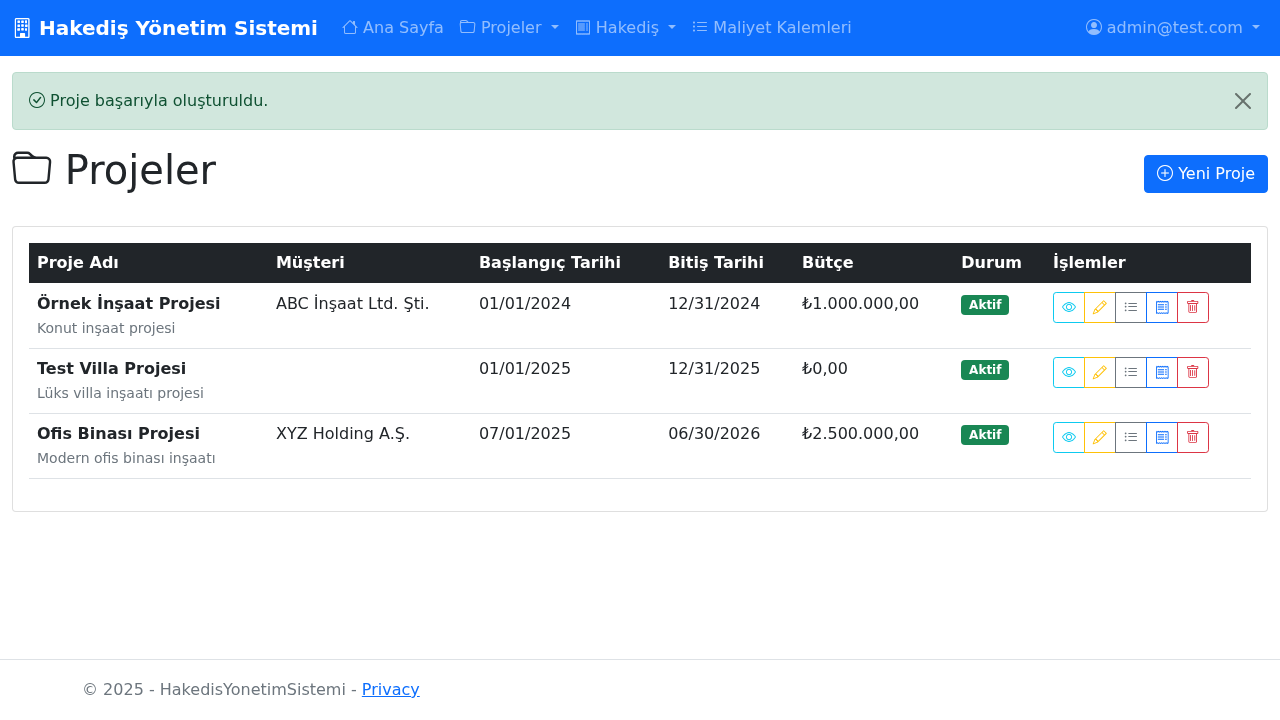 Hakediş Yönetim Sistemi Ana Sayfa Projeler Hakediş Maliyet Kalemleri admin@test.com
Proje başarıyla oluşturuldu.
Projeler
Yeni Proje
Proje Adı Müşteri Başlangıç Tarihi Bitiş Tarihi Bütçe Durum İşlemler
Örnek İnşaat Projesi ABC İnşaat Ltd. Şti. 01/01/2024 12/31/2024 ₺1.000.000,00 Aktif
Konut inşaat projesi
Test Villa Projesi 01/01/2025 12/31/2025 ₺0,00 Aktif
Lüks villa inşaatı projesi
Ofis Binası Projesi XYZ Holding A.Ş. 07/01/2025 06/30/2026 ₺2.500.000,00 Aktif
Modern ofis binası inşaatı
© 2025 - HakedisYonetimSistemi - Privacy